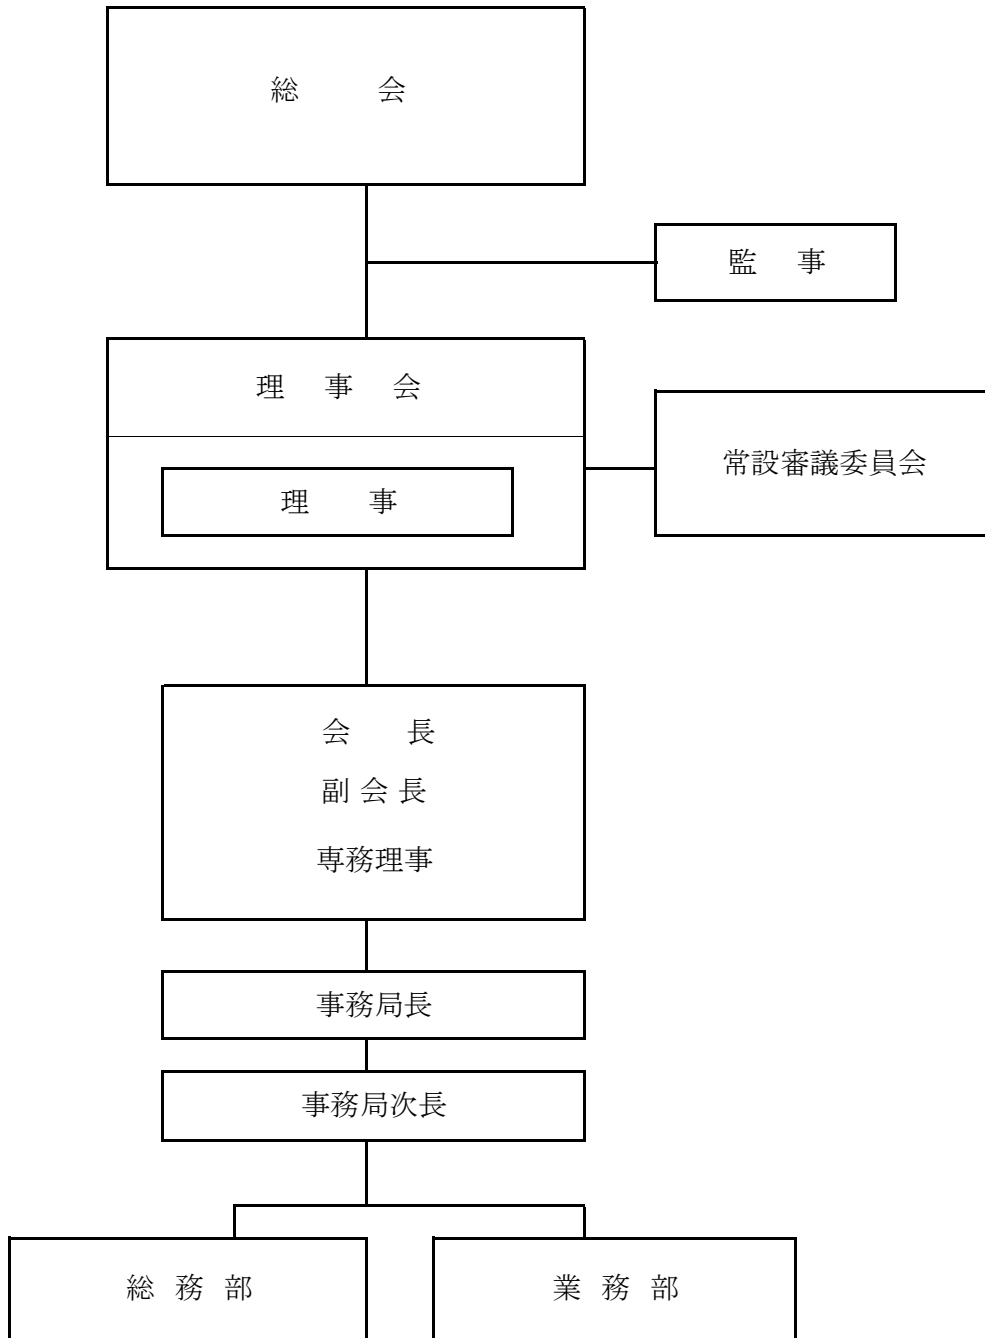 総　会
監　事
理　事　会
常設審議委員会
理　事
会　長
副 会 長
専務理事
事務局長
事務局次長
総 務 部
業 務 部